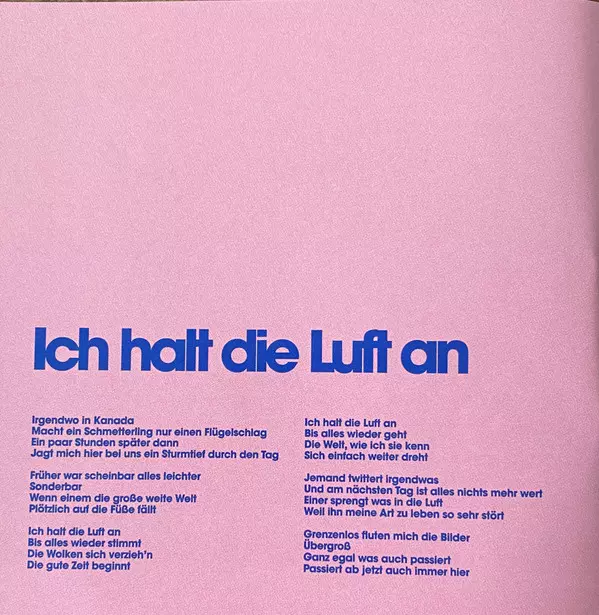 Ich halt die Luft an
Irgendwo in Kanada
Macht ein Schmetterling nur einen Flügelschlag
Ein paar Stunden später dann
Jagt mich hier bei uns ein Sturmtief durch den Tag
Früher war scheinbar alles leichter
Sonderbar
Wenn einem die große weite Welt
Plötzlich auf die Füße fällt
Ich halt die Luft an
Bis alles wieder stimmt
Die Wolken sich verzieh'n
Die gute Zeit beginnt
Ich halt die Luft an
Bis alles wieder geht
Die Welt, wie ich sie kenn
Sich einfach weiter dreht
Jemand twittert irgendwas
Und am nächsten Tag ist alles nichts mehr wert
Einer sprengt was in die Luft
Weil ihn meine Art zu leben so sehr stört
Grenzenlos fluten mich die Bilder
Übergroß
Ganz egal was auch passiert
Passiert ab jetzt auch immer hier